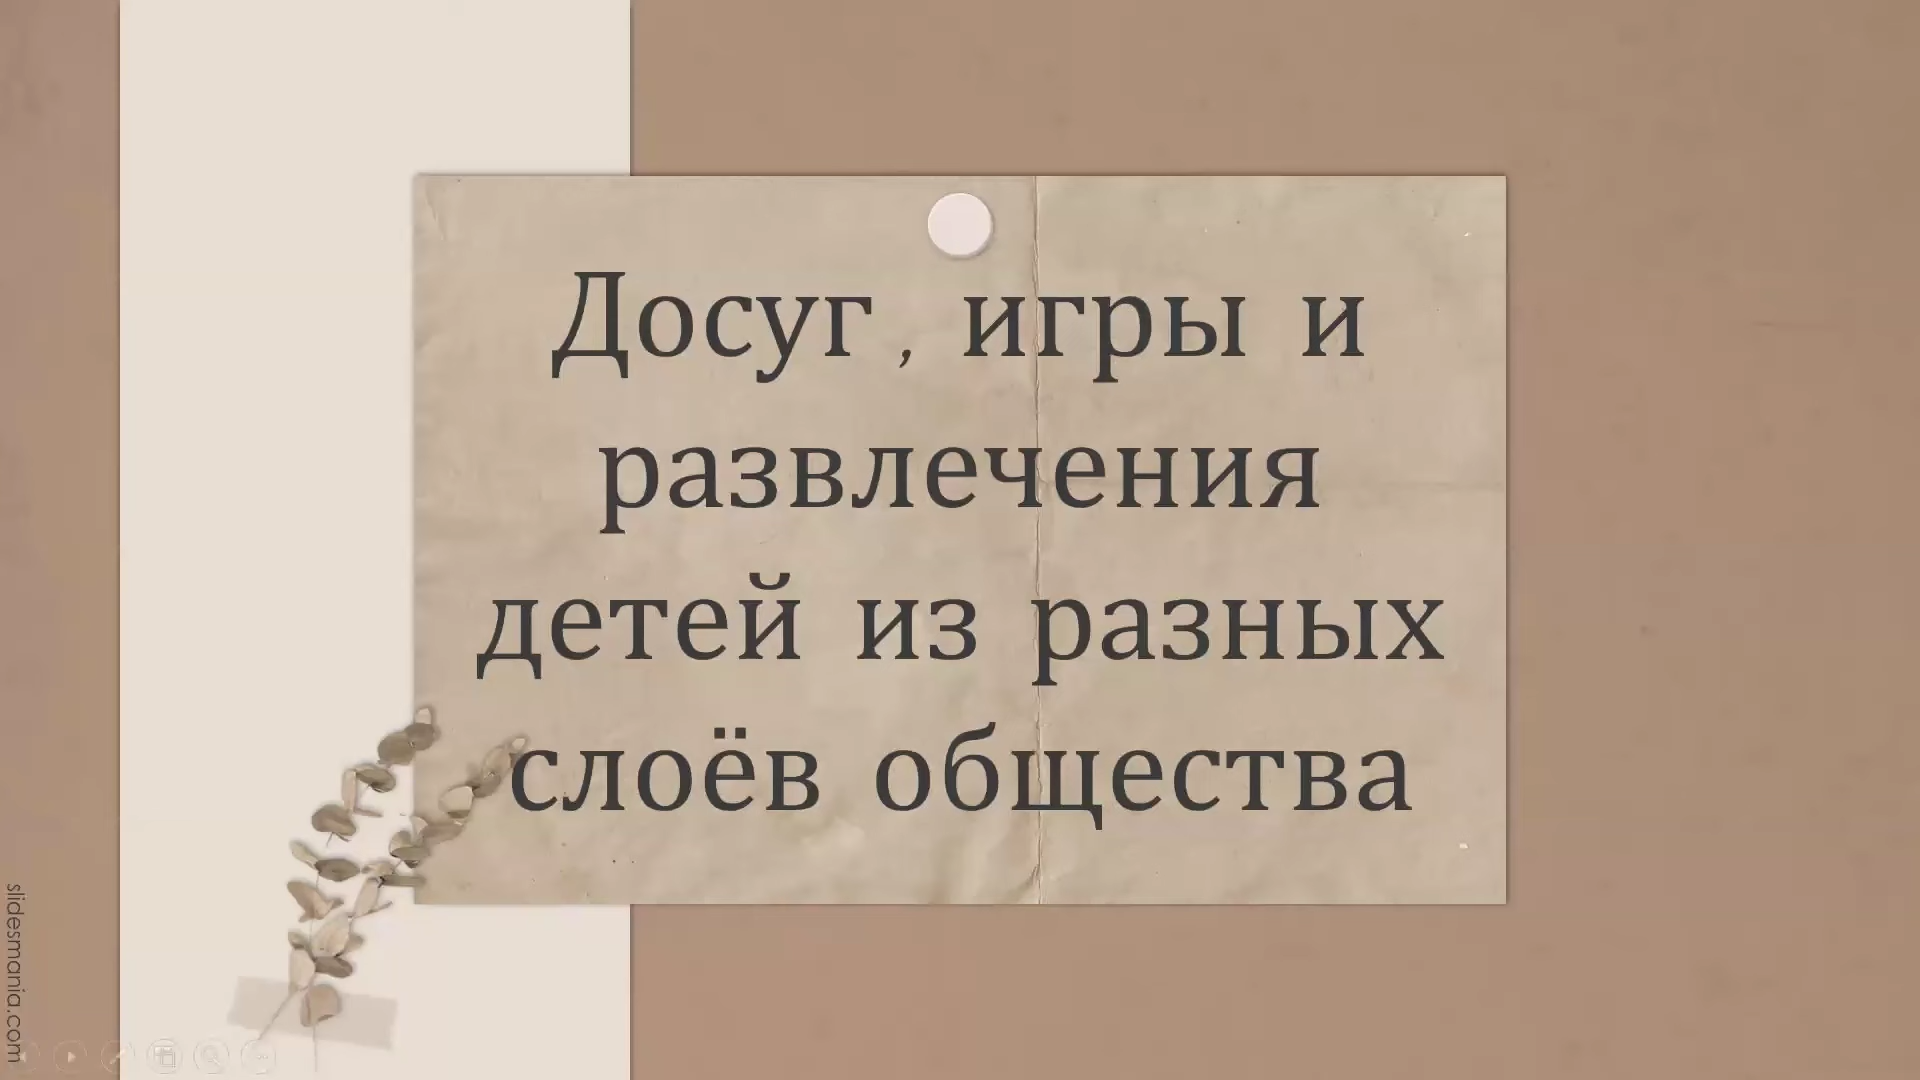 Досуг , игры и
развлечения
детей из разных
слоёв общества
slidesmania.com